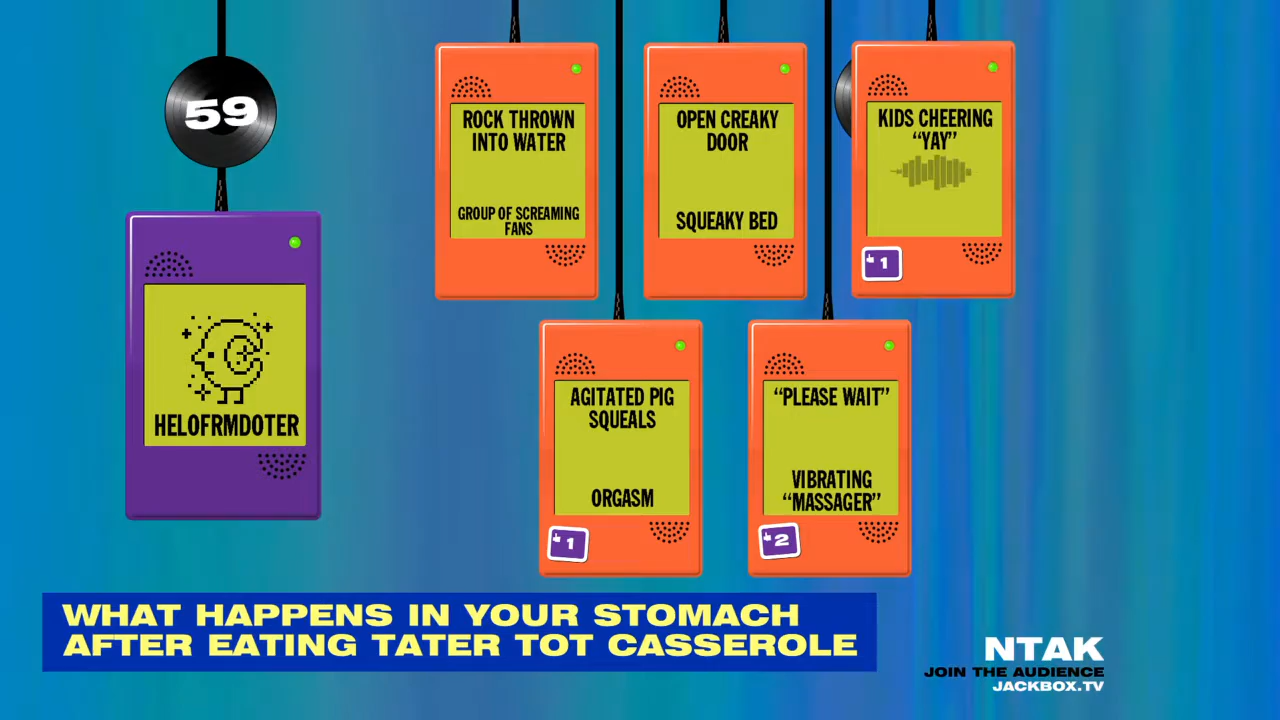 59
HELOFRMDOTER
ROCK THROWN
INTO WATER
GROUP OF SCREAMING
FANS
OPEN CREAKY
DOOR
SQUEAKY BED
KIDS CHEERING
“YAY”
1
AGITATED PIG
SQUEALS
ORGASM
1
“PLEASE WAIT”
VIBRATING
“MASSAGER”
2
WHAT HAPPENS IN YOUR STOMACH
AFTER EATING TATER TOT CASSEROLE
NTAK
JOIN THE AUDIENCE
JACKBOX.TV